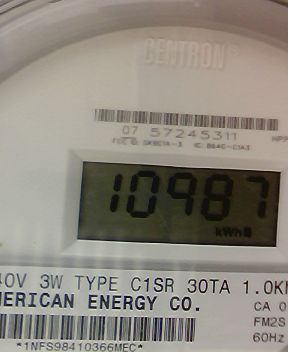 CENTRON®
07 57245311
10987
kWh
40V 3W TYPE C1SR 30TA 1.0K
MERICAN ENERGY CO.
CA 0
FM2S
60Hz
*1NFS98410366MEC*